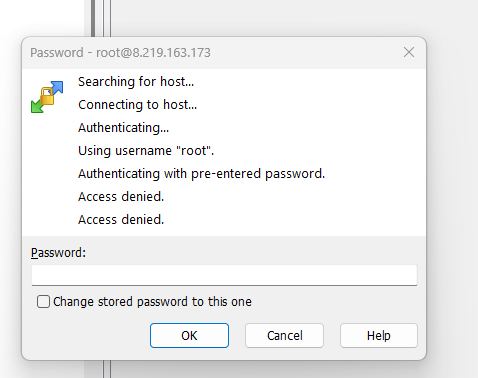 Password - root@8.219.163.173
Searching for host...
Connecting to host...
Authenticating...
Using username "root".
Authenticating with pre-entered password.
Access denied.
Access denied.
Password:
Change stored password to this one
OK
Cancel
Help